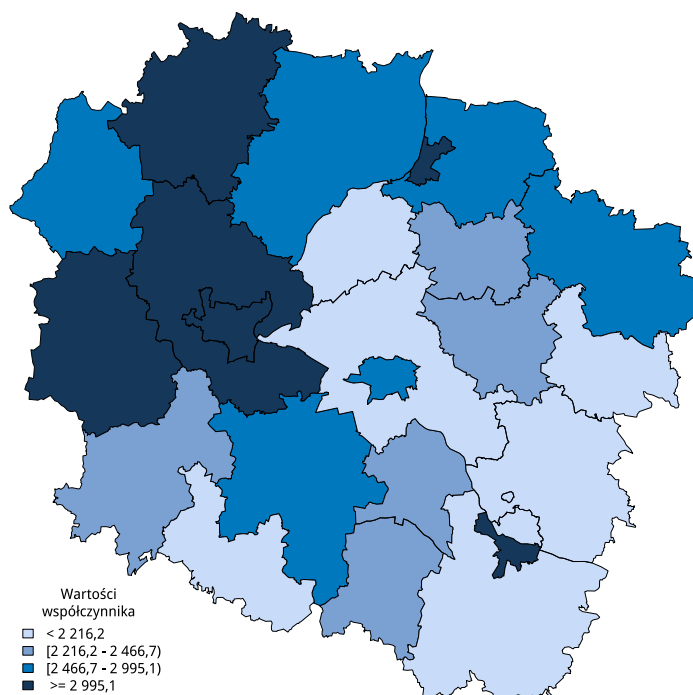 Wartości
współczynnika
< 2 216,2
[2 216,2 - 2 466,7)
[2 466,7 - 2 995,1)
>= 2 995,1